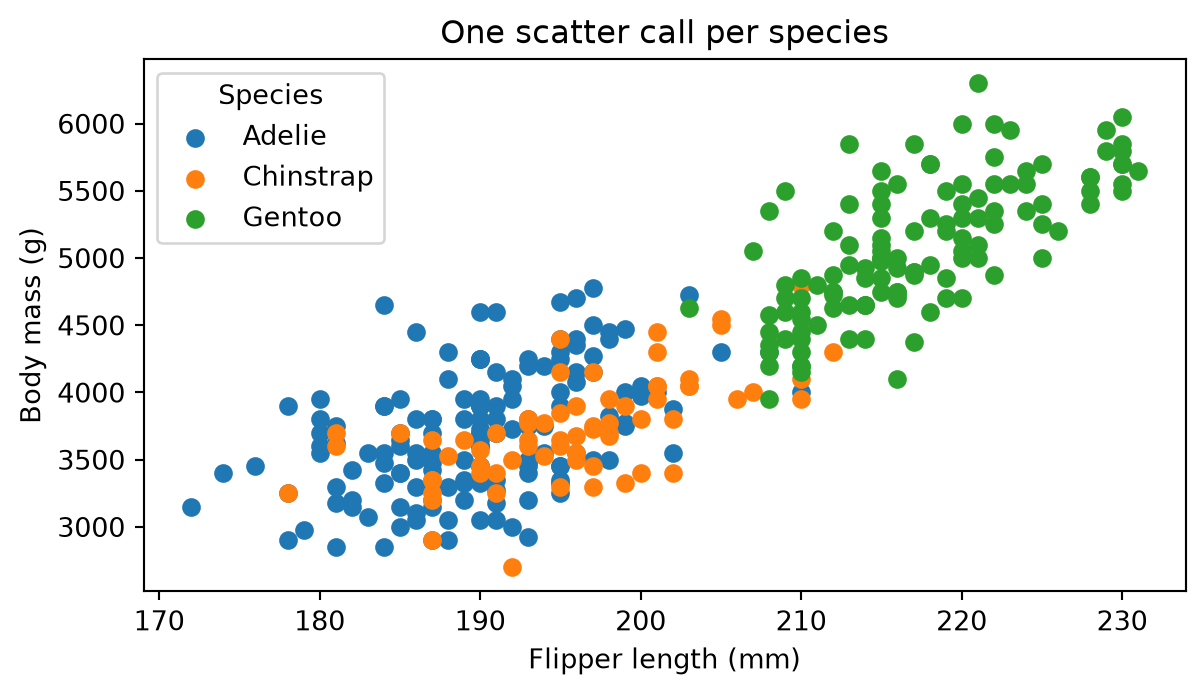 One scatter call per species
Species
Adelie
Chinstrap
Gentoo
Body mass (g)
6000
5500
5000
4500
4000
3500
3000
170 180 190 200 210 220 230
Flipper length (mm)